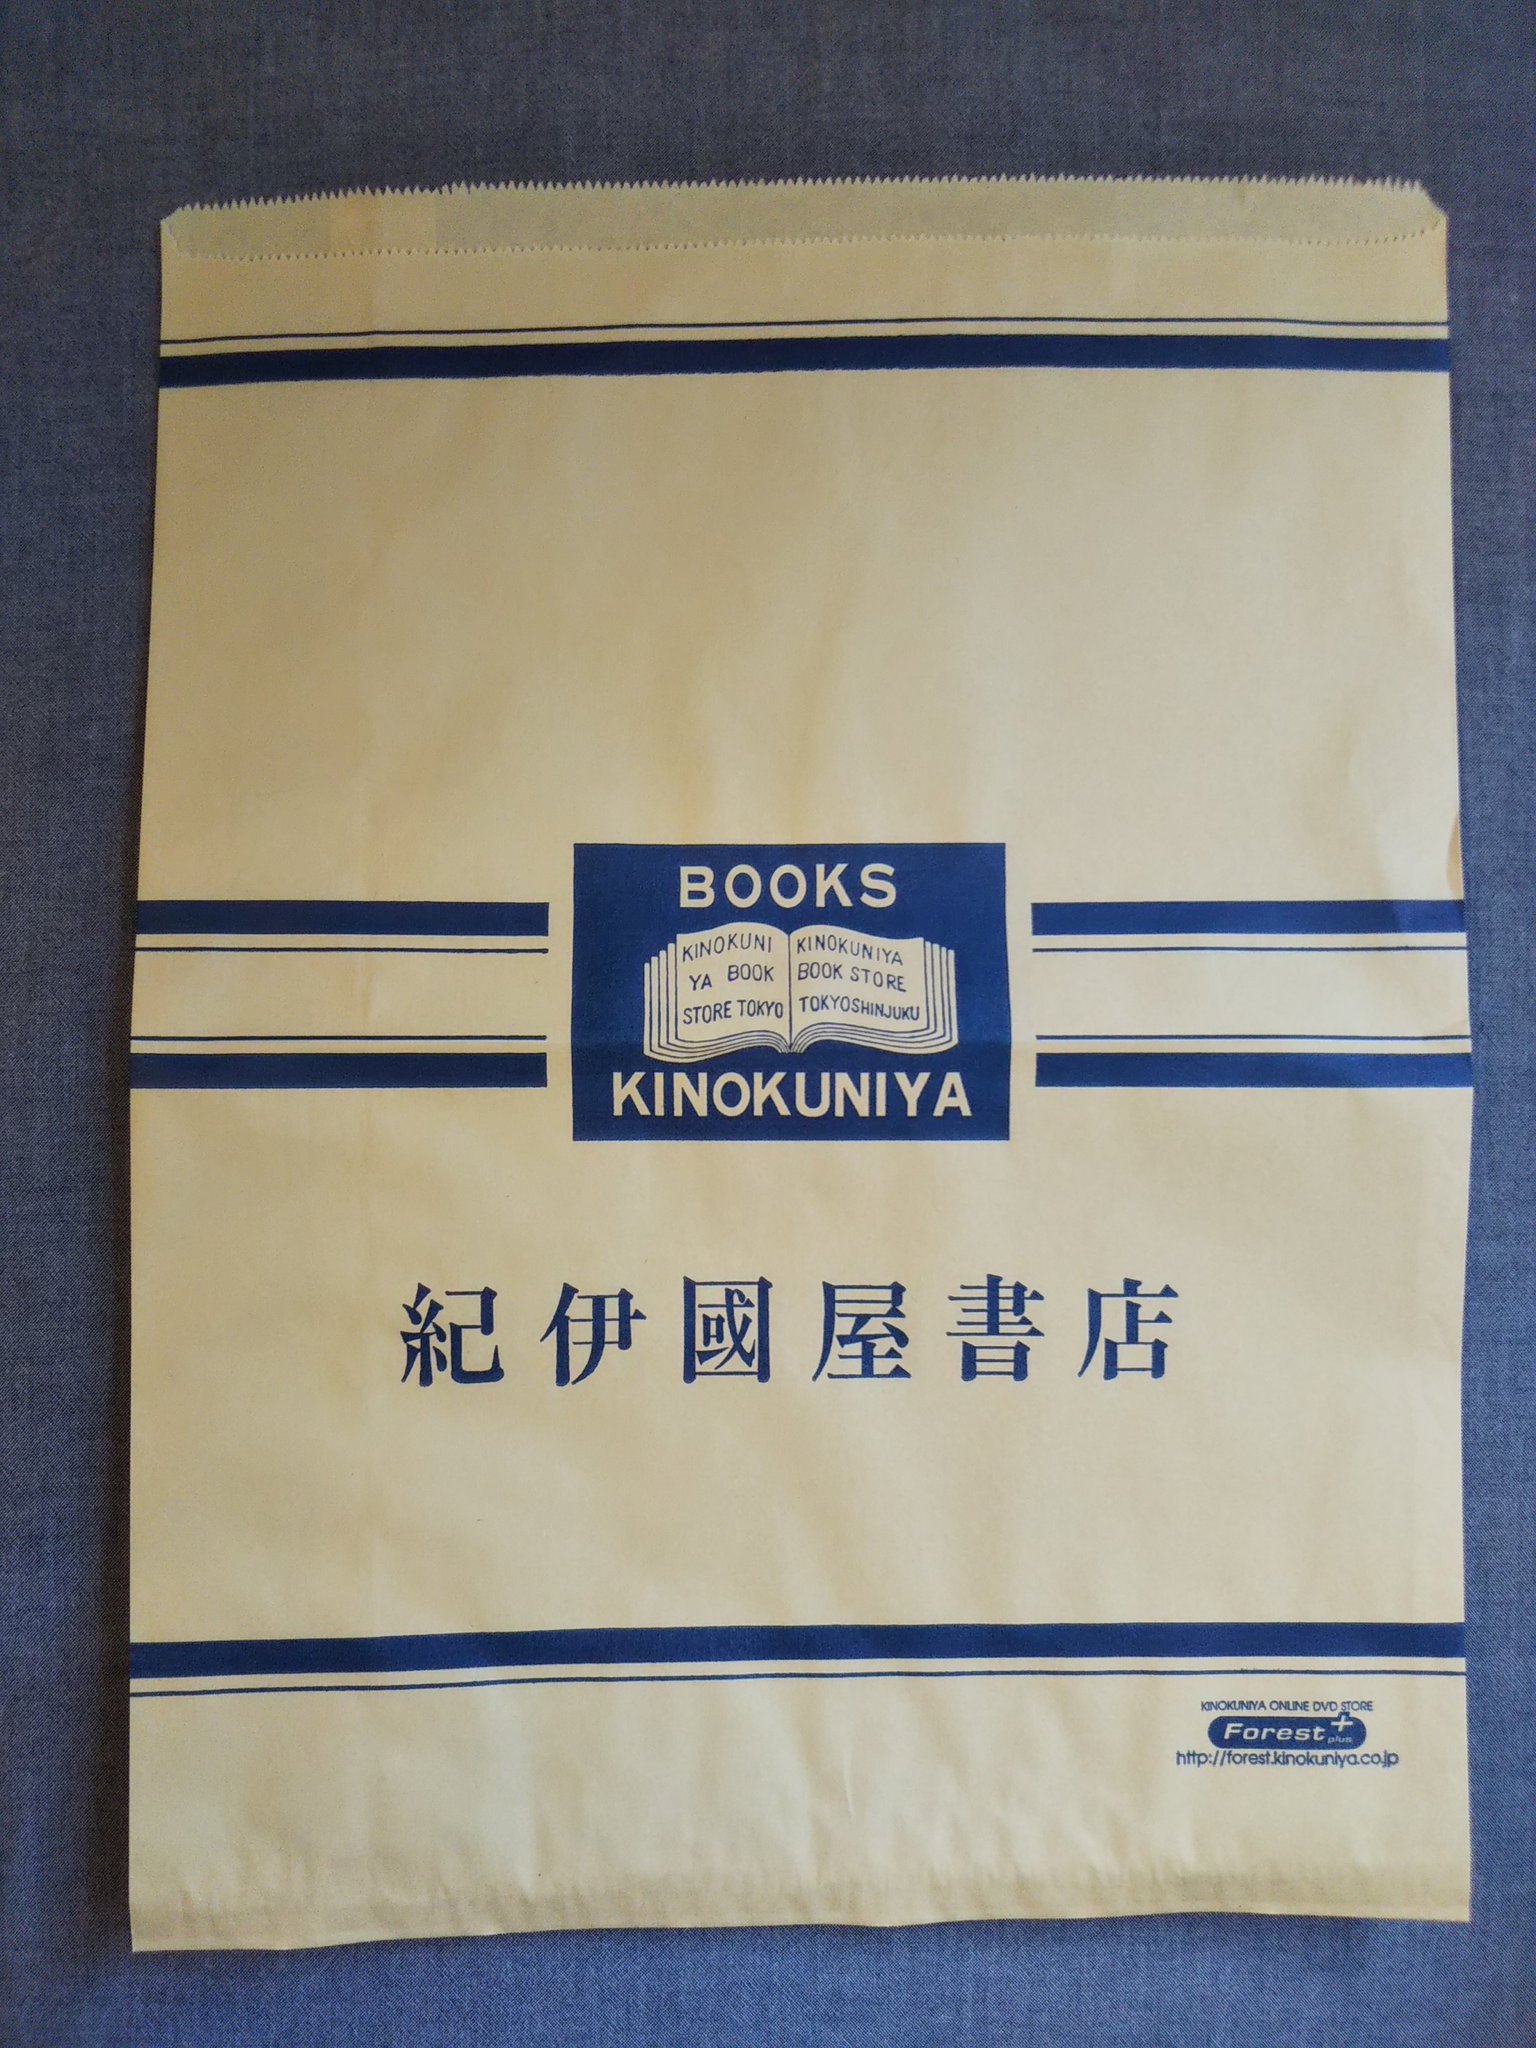 BOOKS
KINOKUNI
YA BOOK
STORE TOKYO
KINOKUNIYA
BOOK STORE
TOKYOSHINJUKU
KINOKUNIYA
紀伊國屋書店
KINOKUNIYA ONLINE DVD STORE
Forest+ plus
http://forest.kinokuniya.co.jp